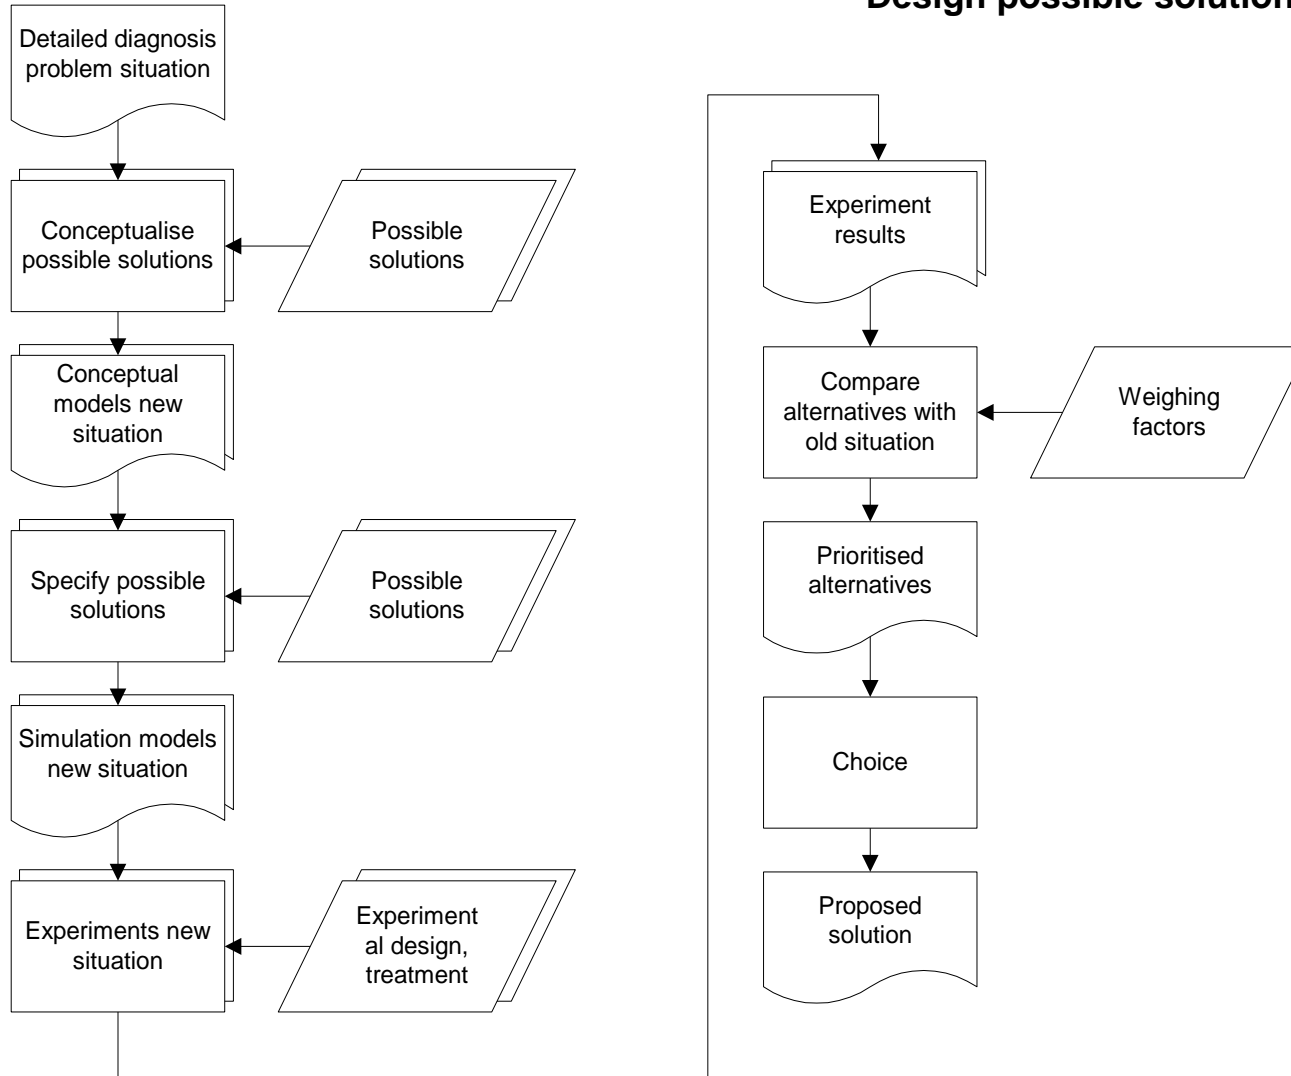 Design possible solution
Detailed diagnosis
problem situation
Conceptualise
possible solutions
Possible
solutions
Conceptual
models new
situation
Specify possible
solutions
Possible
solutions
Simulation models
new situation
Experiments new
situation
Experiment
al design,
treatment
Experiment
results
Compare
alternatives with
old situation
Weighing
factors
Prioritised
alternatives
Choice
Proposed
solution